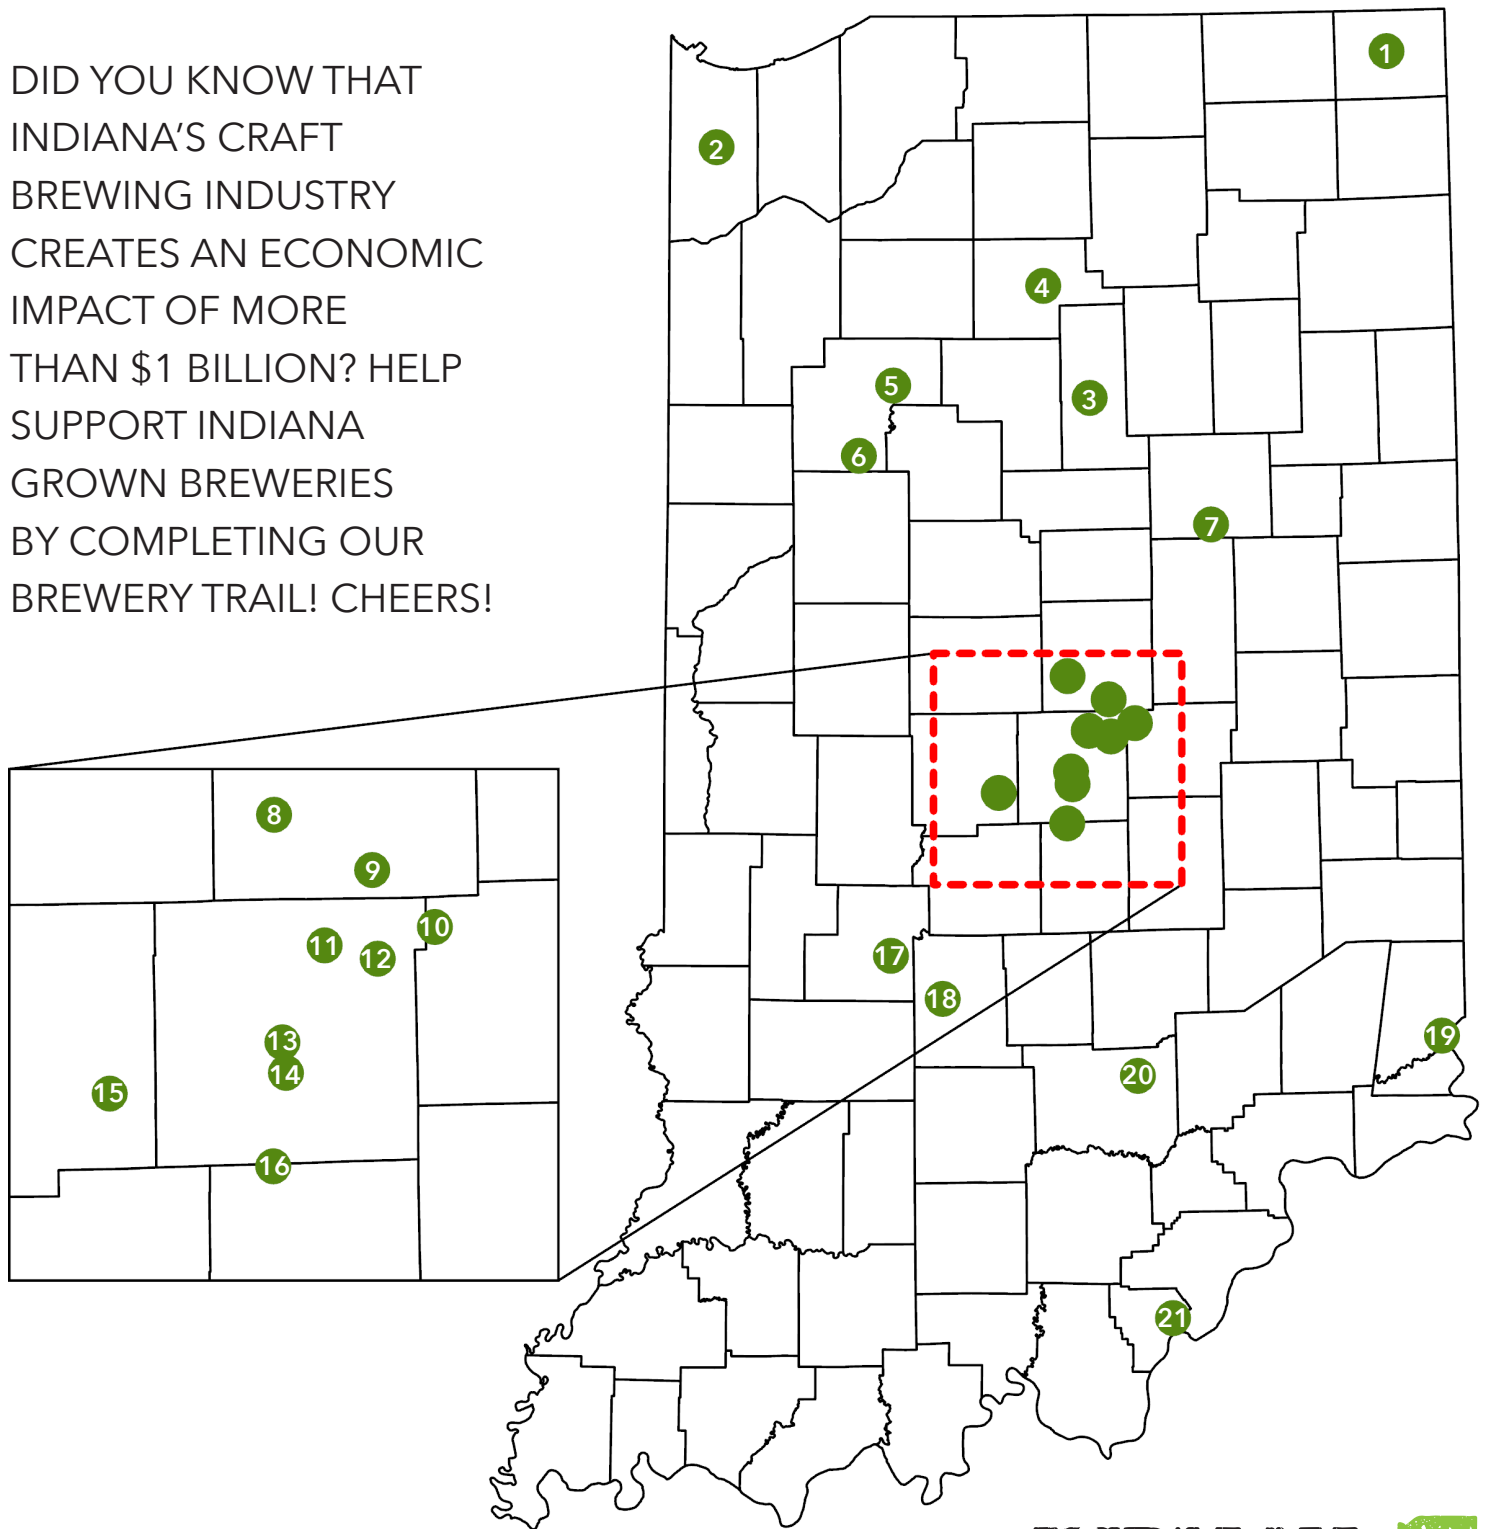 DID YOU KNOW THAT
INDIANA'S CRAFT
BREWING INDUSTRY
CREATES AN ECONOMIC
IMPACT OF MORE
THAN $1 BILLION? HELP
SUPPORT INDIANA
GROWN BREWERIES
BY COMPLETING OUR
BREWERY TRAIL! CHEERS!
1
2
4
5
3
6
7
8
9
10
11
12
13
14
15
16
17
18
19
20
21